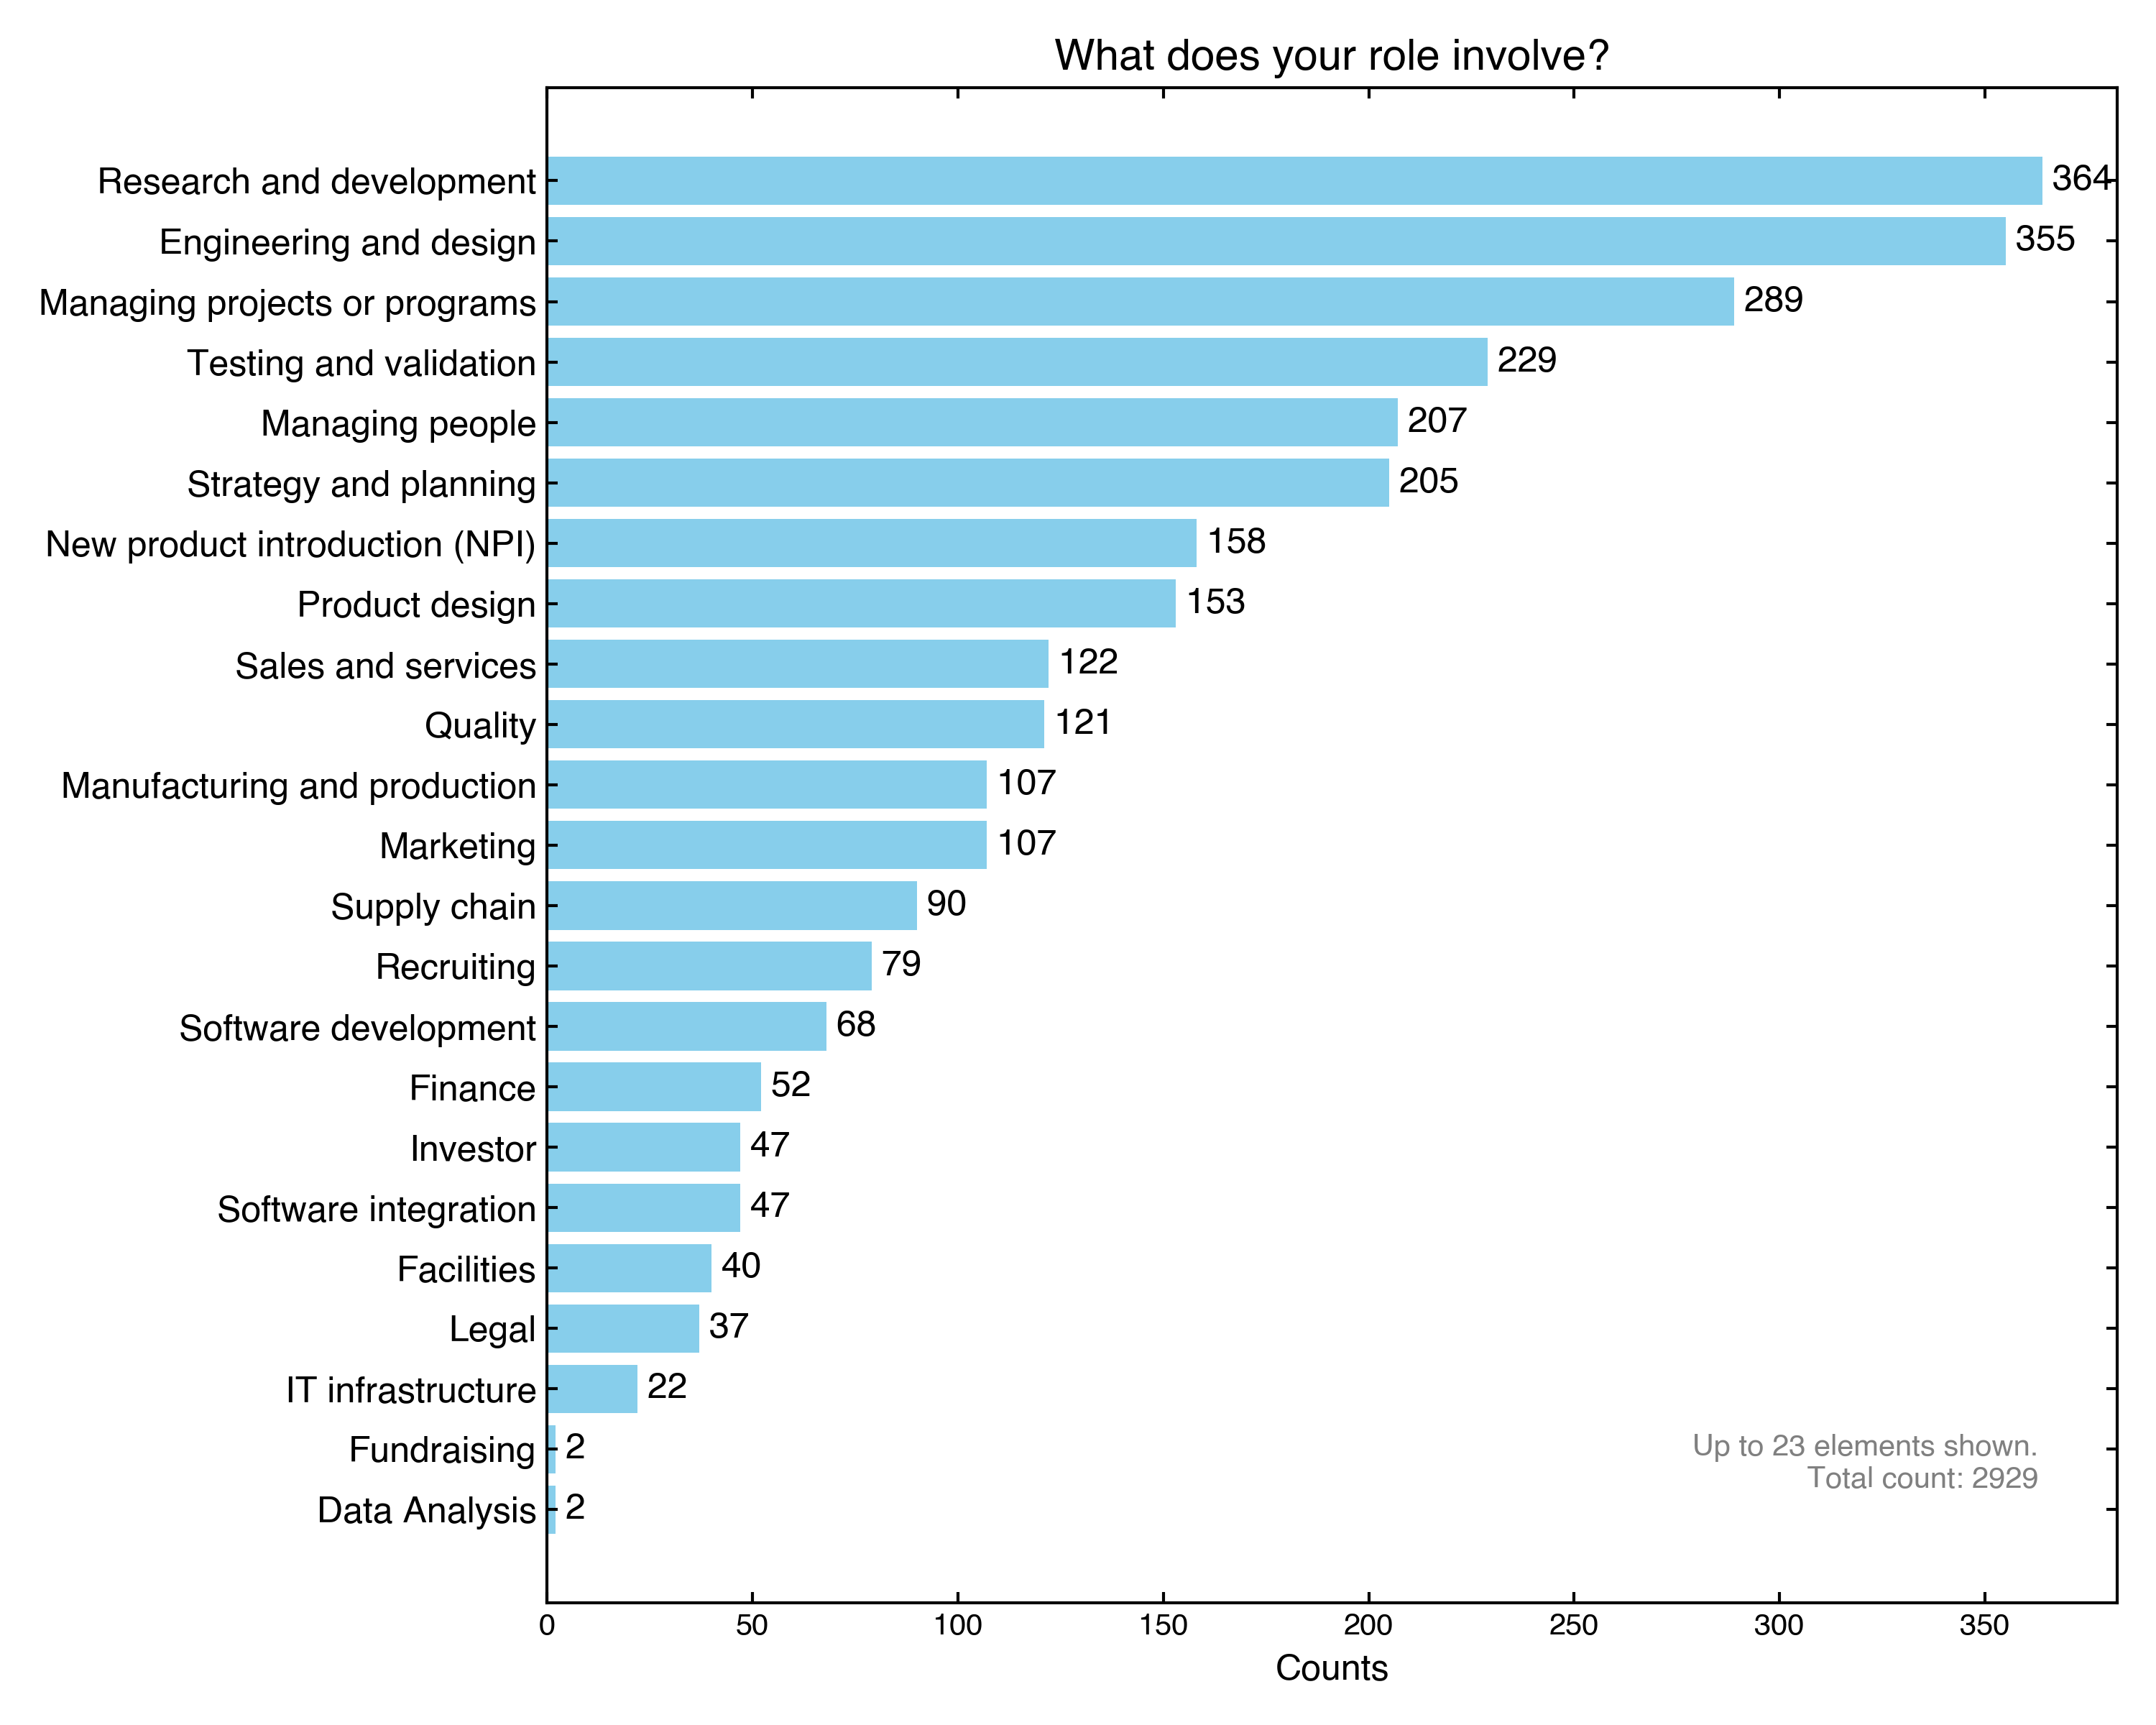 What does your role involve?
Research and development 364
Engineering and design 355
Managing projects or programs 289
Testing and validation 229
Managing people 207
Strategy and planning 205
New product introduction (NPI) 158
Product design 153
Sales and services 122
Quality 121
Manufacturing and production 107
Marketing 107
Supply chain 90
Recruiting 79
Software development 68
Finance 52
Investor 47
Software integration 47
Facilities 40
Legal 37
IT infrastructure 22
Fundraising 2
Up to 23 elements shown.
Total count: 2929
Data Analysis 2
0 50 100 150 200 250 300 350
Counts